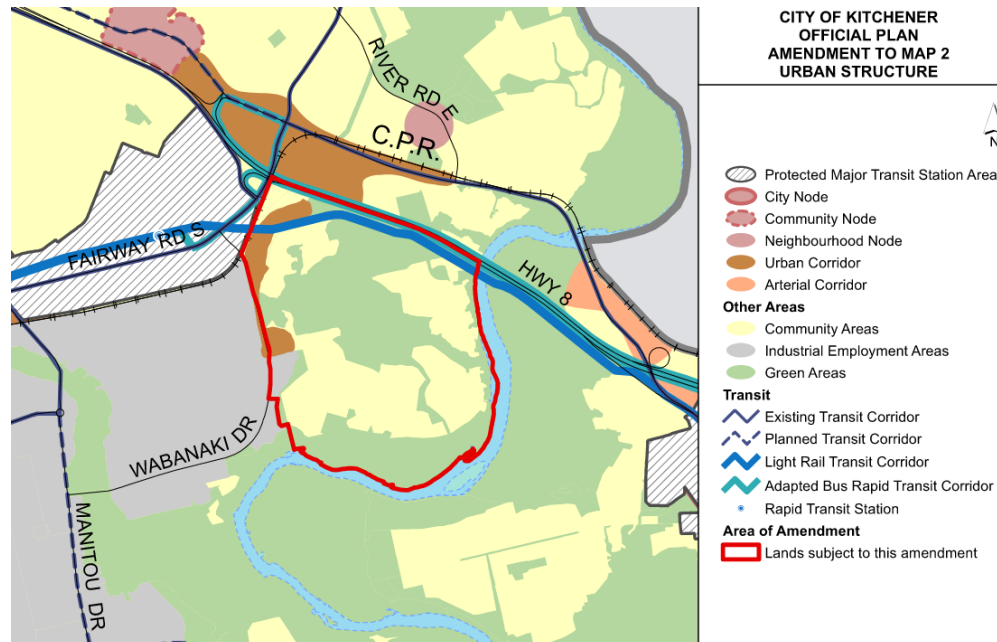 CITY OF KITCHENER
OFFICIAL PLAN
AMENDMENT TO MAP 2
URBAN STRUCTURE
N
Protected Major Transit Station Area
City Node
Community Node
Neighbourhood Node
Urban Corridor
Arterial Corridor
Other Areas
Community Areas
Industrial Employment Areas
Green Areas
Transit
Existing Transit Corridor
Planned Transit Corridor
Light Rail Transit Corridor
Adapted Bus Rapid Transit Corridor
Rapid Transit Station
Area of Amendment
Lands subject to this amendment
RIVER RD E
C.P.R.
FAIRWAY RD S
HWY 8
WABANAKI DR
MANITOU DR